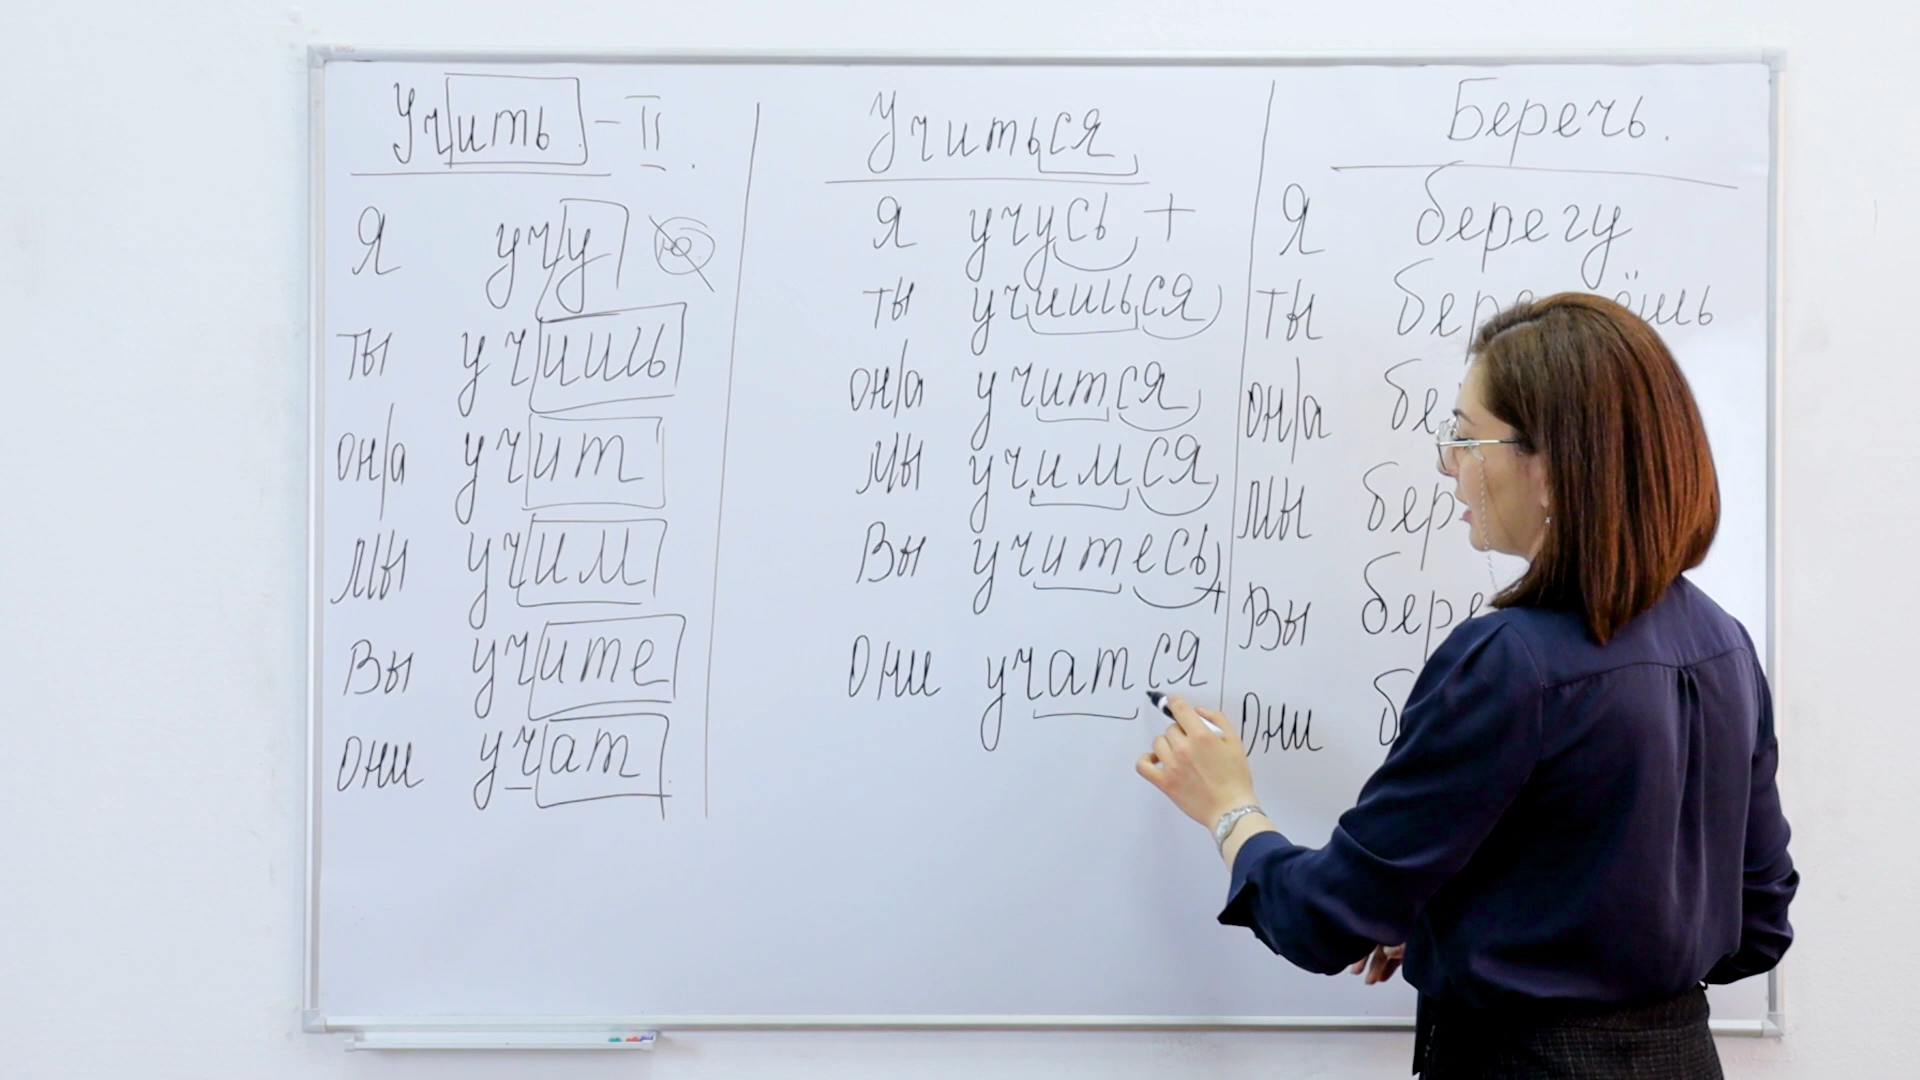 Учить - II.
Я учу ю
ты учишь
он/а учит
мы учим
Вы учите
Они учат
Учиться
Я учусь +
ты учишься
он/а учится
мы учимся
Вы учитесь +
Они учатся
Беречь.
Я берегу
ты
он/а
мы
Вы
Они